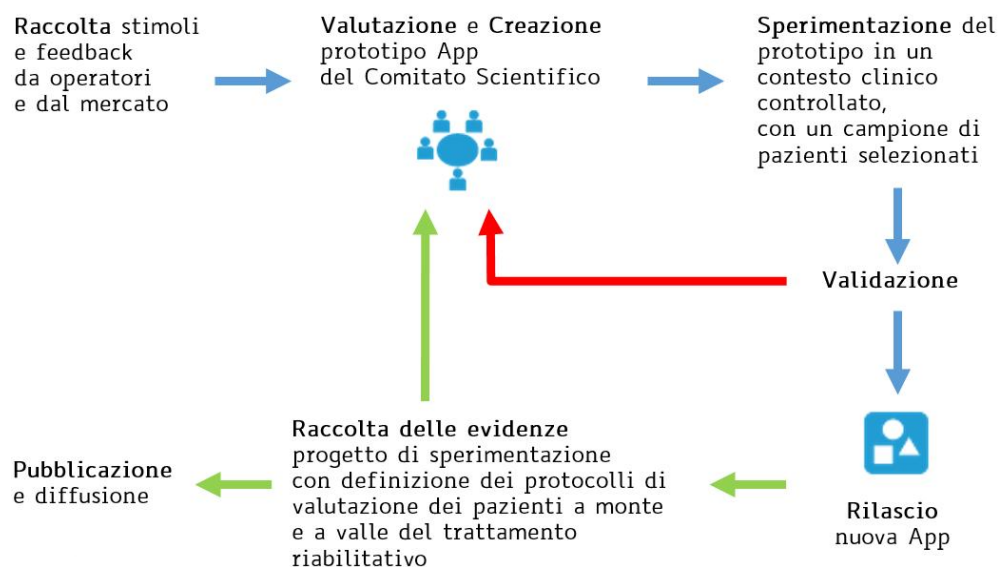 Raccolta stimoli
e feedback
da operatori
e dal mercato
Valutazione e Creazione
prototipo App
del Comitato Scientifico
Sperimentazione del
prototipo in un
contesto clinico
controllato,
con un campione di
pazienti selezionati
Validazione
Rilascio
nuova App
Raccolta delle evidenze
progetto di sperimentazione
con definizione dei protocolli di
valutazione dei pazienti a monte
e a valle del trattamento
riabilitativo
Pubblicazione
e diffusione